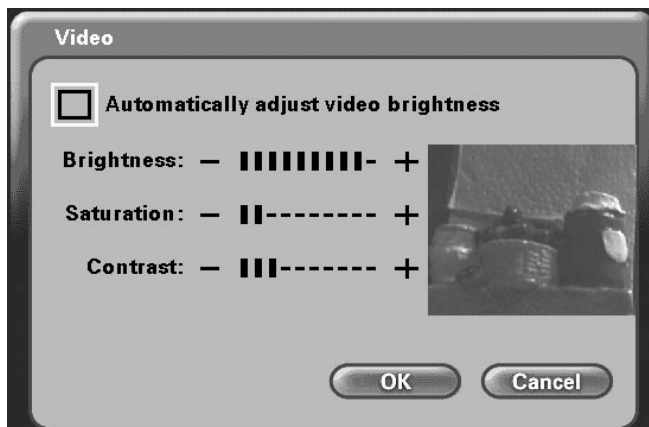 Video
Automatically adjust video brightness
Brightness: – +
Saturation: – +
Contrast: – +
OK Cancel